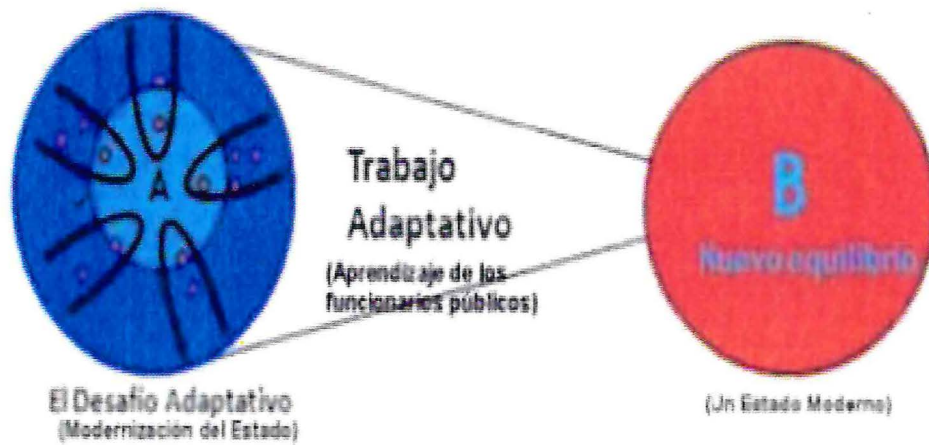 A
Trabajo
Adaptativo
(Aprendizaje de los
funcionarios públicos)
B
Nuevo equilibrio
El Desafío Adaptativo
(Modernización del Estado)
(Un Estado Moderno)